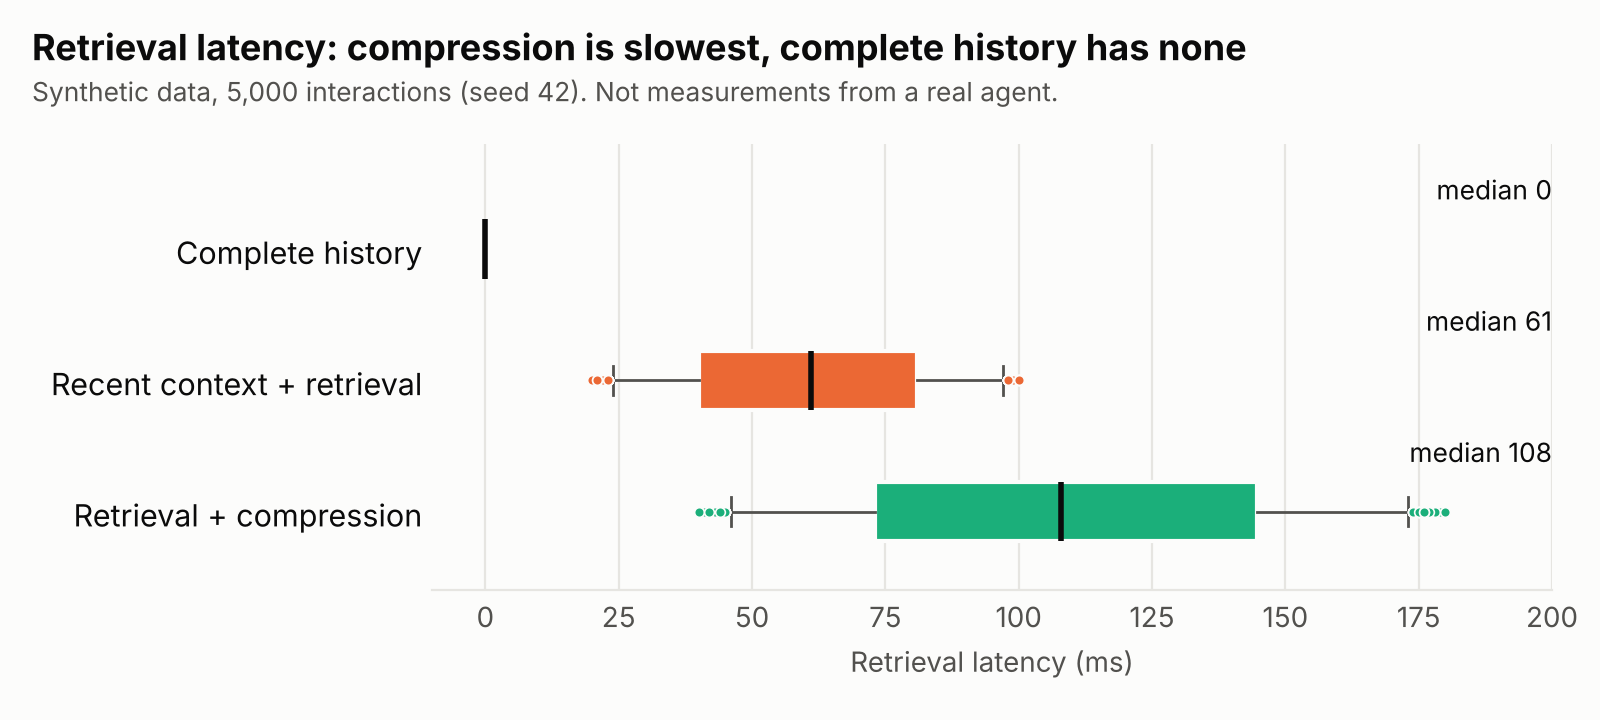 Retrieval latency: compression is slowest, complete history has none
Synthetic data, 5,000 interactions (seed 42). Not measurements from a real agent.
median 0
Complete history
median 61
Recent context + retrieval
median 108
Retrieval + compression
0 25 50 75 100 125 150 175 200
Retrieval latency (ms)